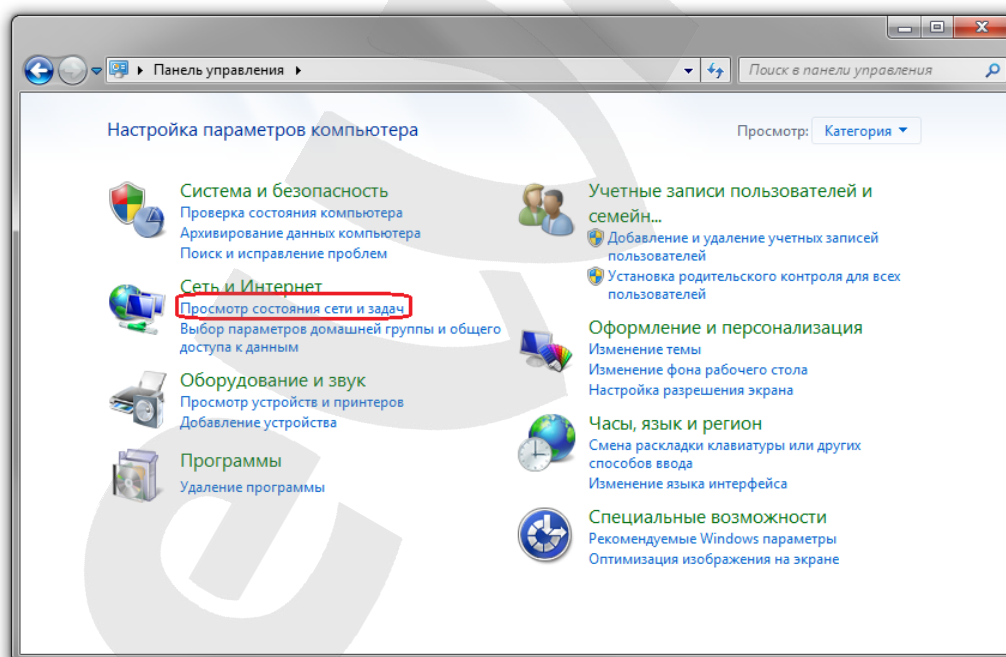 Панель управления
Поиск в панели управления
Настройка параметров компьютера
Просмотр: Категория
Система и безопасность
Проверка состояния компьютера
Архивирование данных компьютера
Поиск и исправление проблем
Сеть и Интернет
Просмотр состояния сети и задач
Выбор параметров домашней группы и общего
доступа к данным
Оборудование и звук
Просмотр устройств и принтеров
Добавление устройства
Программы
Удаление программы
Учетные записи пользователей и
семейн...
Добавление и удаление учетных записей
пользователей
Установка родительского контроля для всех
пользователей
Оформление и персонализация
Изменение темы
Изменение фона рабочего стола
Настройка разрешения экрана
Часы, язык и регион
Смена раскладки клавиатуры или других
способов ввода
Изменение языка интерфейса
Специальные возможности
Рекомендуемые Windows параметры
Оптимизация изображения на экране